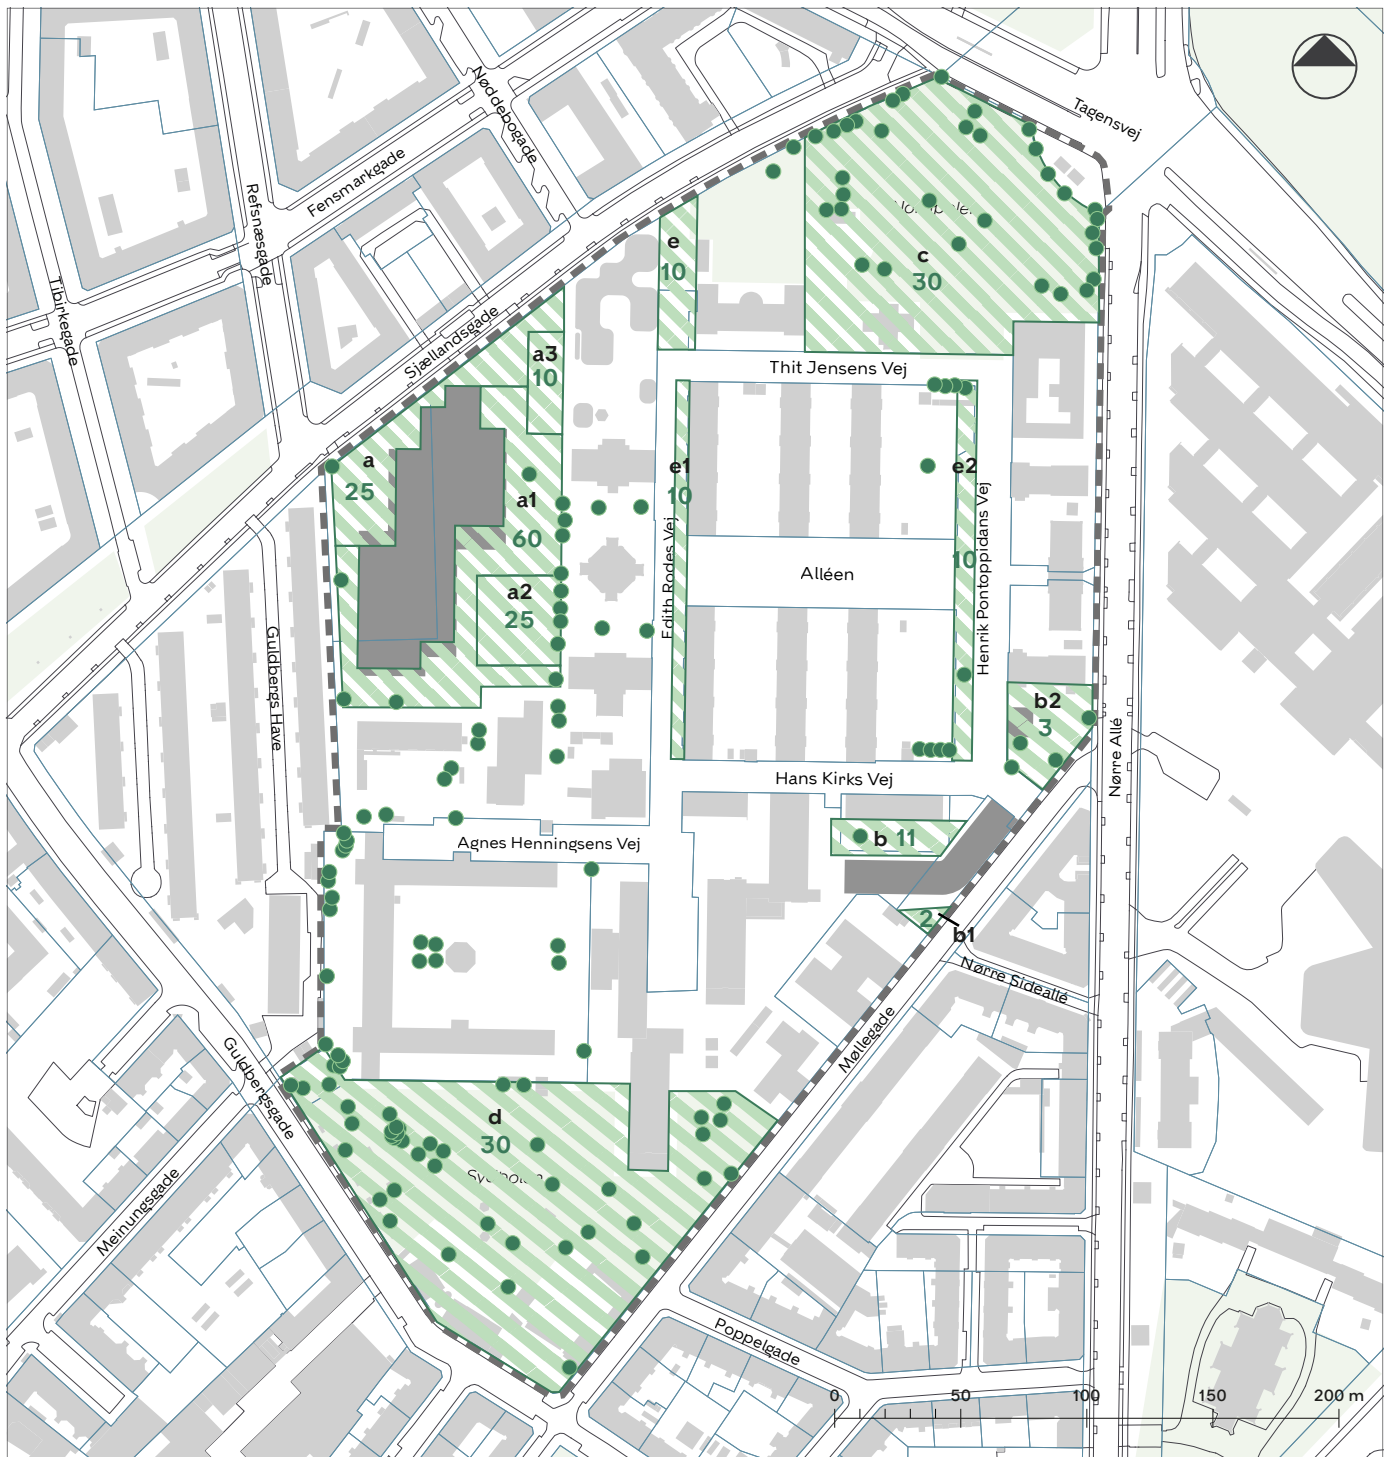 Nøddebogade
Tagensvej
Fensmarkgade
Refsnæsgade
Tibirkegade
Sjællandsgade
e
10
c
30
a3
10
Thit Jensens Vej
a
25
e1
10
e2
10
a1
60
Edith Rodes Vej
Henrik Pontoppidans Vej
Alléen
a2
25
Guldbergs Have
b2
3
Nørre Allé
Hans Kirks Vej
b 11
Agnes Henningsens Vej
2
b1
Nørre Sideallé
Møllegade
Guldbergsgade
d
30
Meinungsgade
Poppelgade
0 50 100 150 200 m